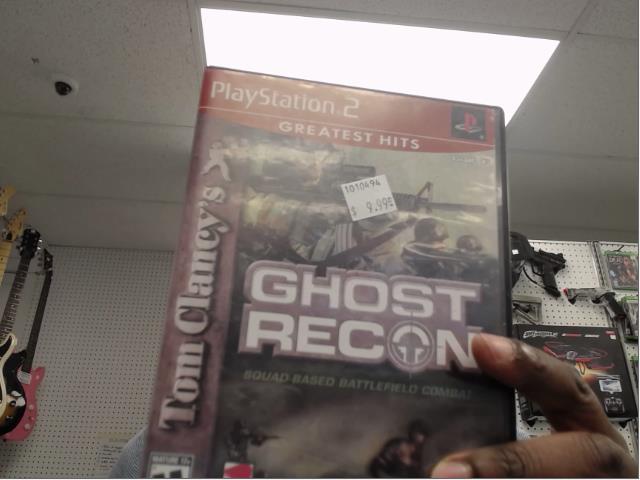 PlayStation 2
GREATEST HITS
1010494
$ 9.99
Tom Clancy's
GHOST
RECON
SQUAD-BASED BATTLEFIELD COMBAT